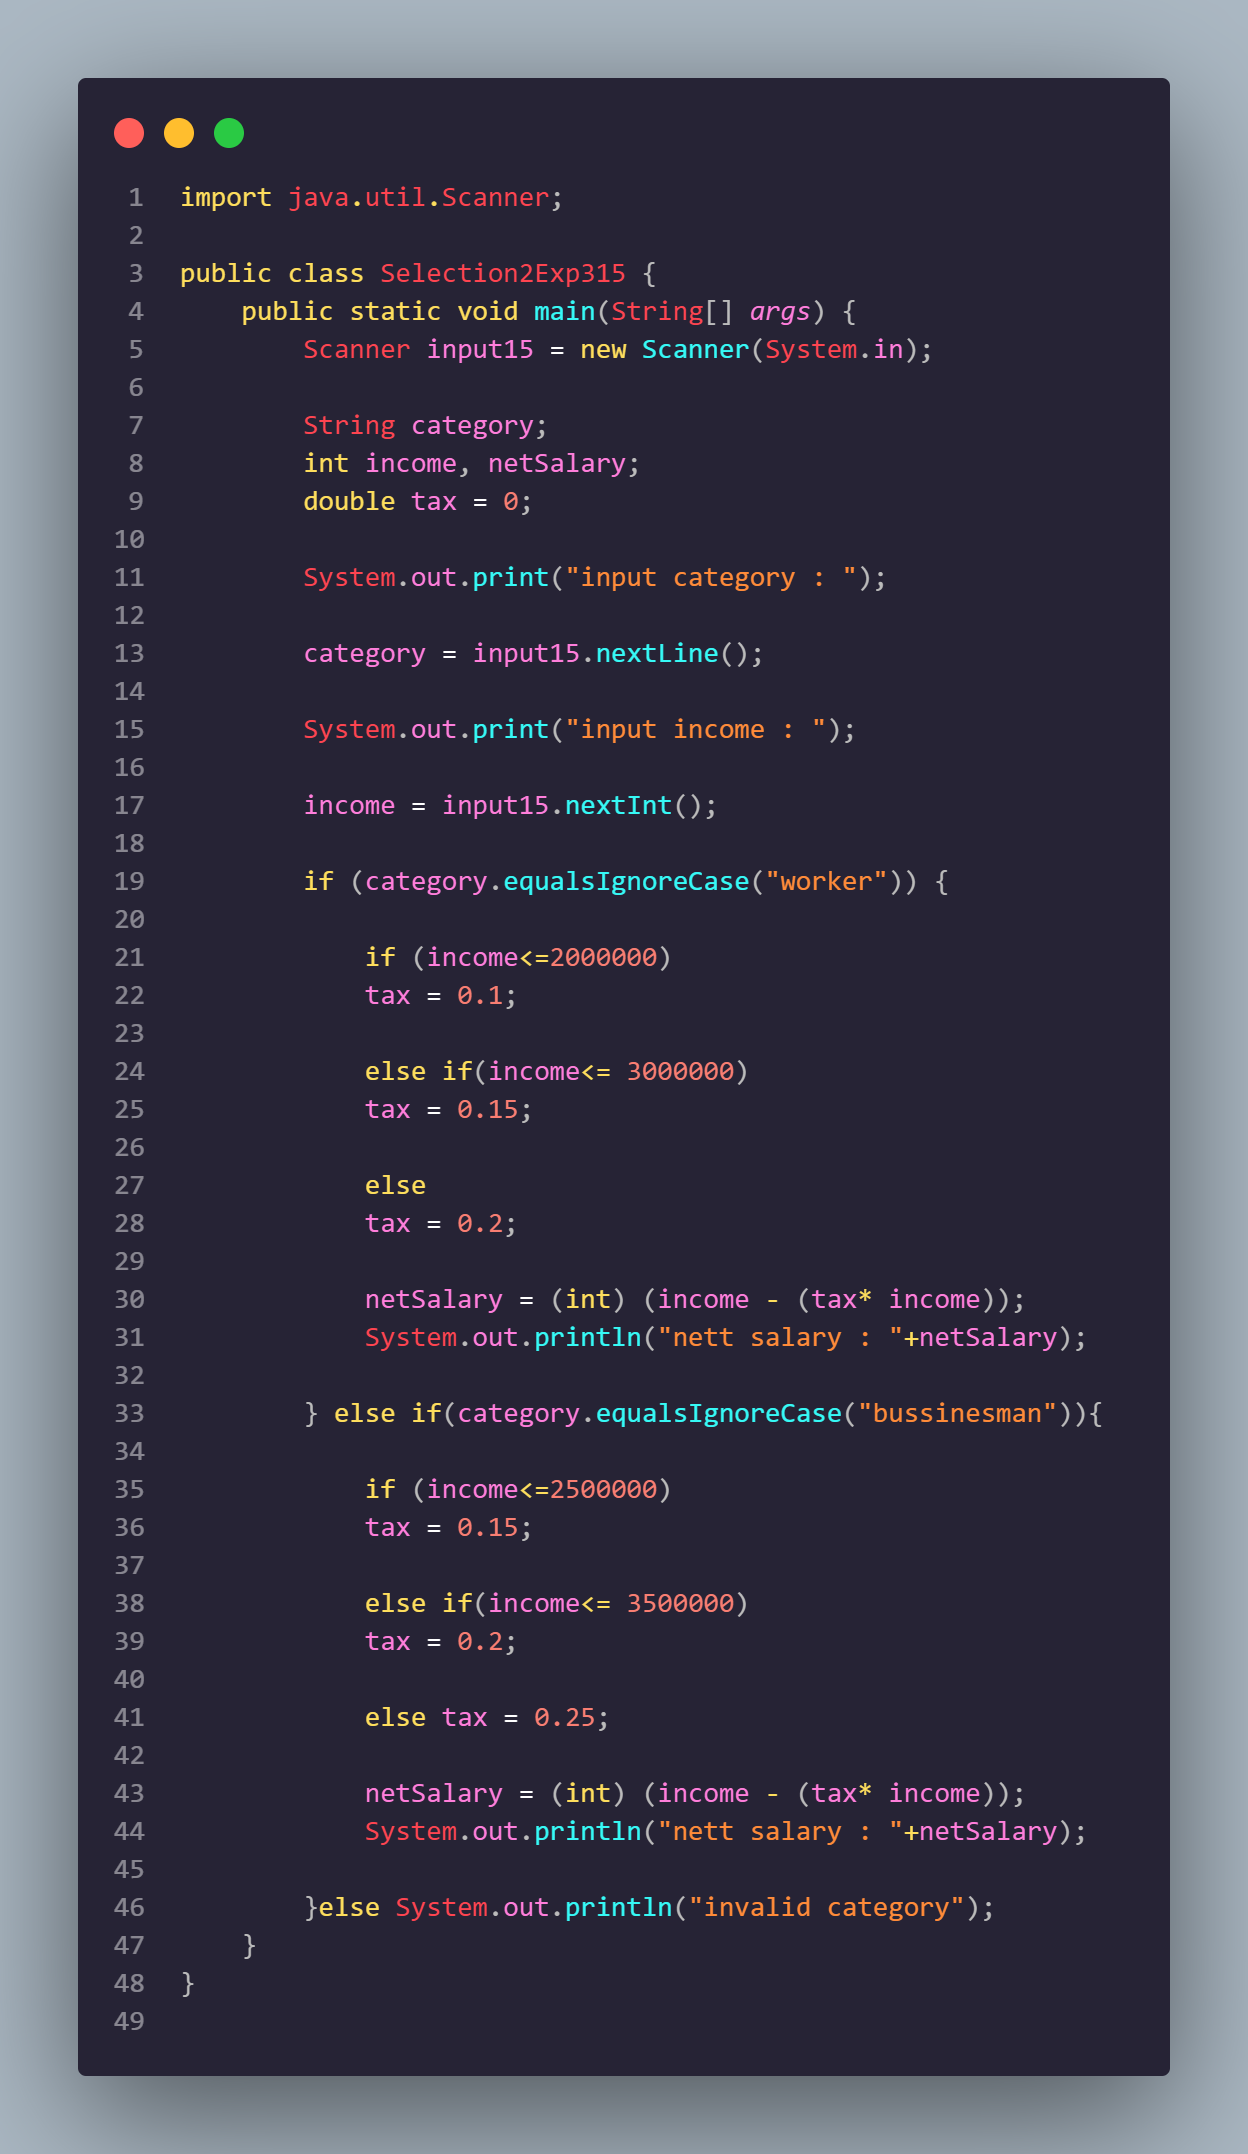 1 import java.util.Scanner;
2
3 public class Selection2Exp315 {
4     public static void main(String[] args) {
5         Scanner input15 = new Scanner(System.in);
6
7         String category;
8         int income, netSalary;
9         double tax = 0;
10
11         System.out.print("input category : ");
12
13         category = input15.nextLine();
14
15         System.out.print("input income : ");
16
17         income = input15.nextInt();
18
19         if (category.equalsIgnoreCase("worker")) {
20
21             if (income<=2000000)
22             tax = 0.1;
23
24             else if(income<= 3000000)
25             tax = 0.15;
26
27             else
28             tax = 0.2;
29
30             netSalary = (int) (income - (tax* income));
31             System.out.println("nett salary : "+netSalary);
32
33         } else if(category.equalsIgnoreCase("bussinesman")){
34
35             if (income<=2500000)
36             tax = 0.15;
37
38             else if(income<= 3500000)
39             tax = 0.2;
40
41             else tax = 0.25;
42
43             netSalary = (int) (income - (tax* income));
44             System.out.println("nett salary : "+netSalary);
45
46         }else System.out.println("invalid category");
47     }
48 }
49